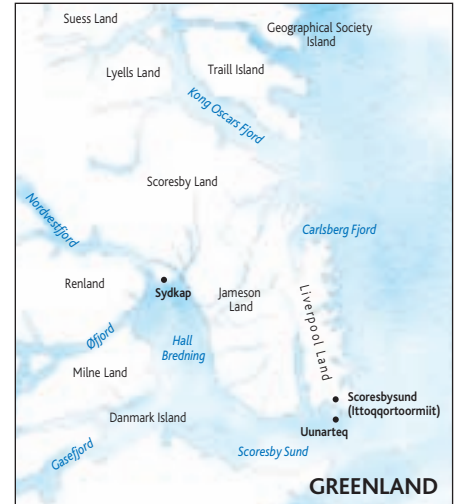 Suess Land
Geographical Society
Island
Lyells Land
Traill Island
Kong Oscars Fjord
Scoresby Land
Nordvestfjord
Carlsberg Fjord
Renland
Sydkap
Jameson
Land
Liverpool Land
Øfjord
Hall
Bredning
Milne Land
Scoresbysund
(Ittoqqortoormiit)
Danmark Island
Uunarteq
Gasefjord
Scoresby Sund
GREENLAND